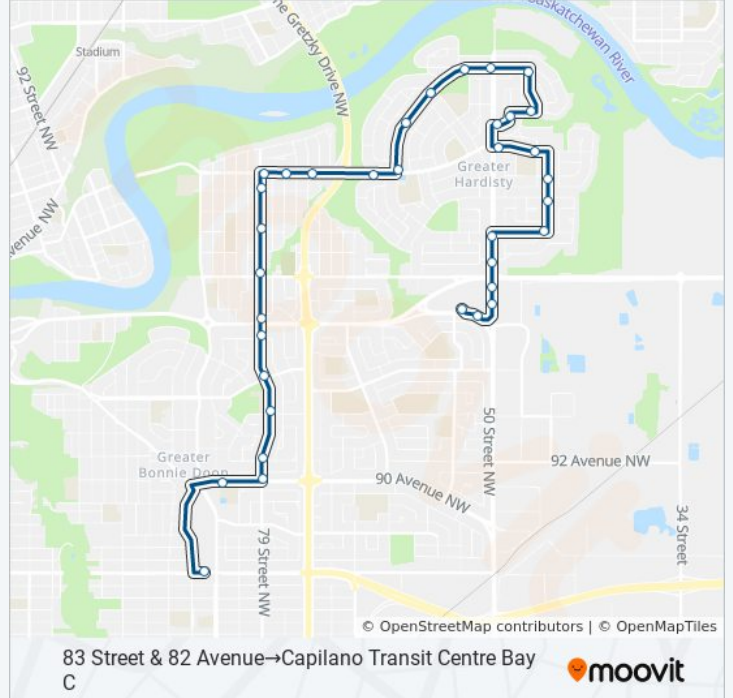 ne Gretzky Drive NW
Saskatchewan River
Stadium
92 Street NW
Greater
Hardisty
venue NW
50 Street NW
Greater
Bonnie Doon
92 Avenue NW
90 Avenue NW
34 Street
79 Street NW
© OpenStreetMap contributors | © OpenMapTiles
83 Street & 82 Avenue→Capilano Transit Centre Bay
C
moovit